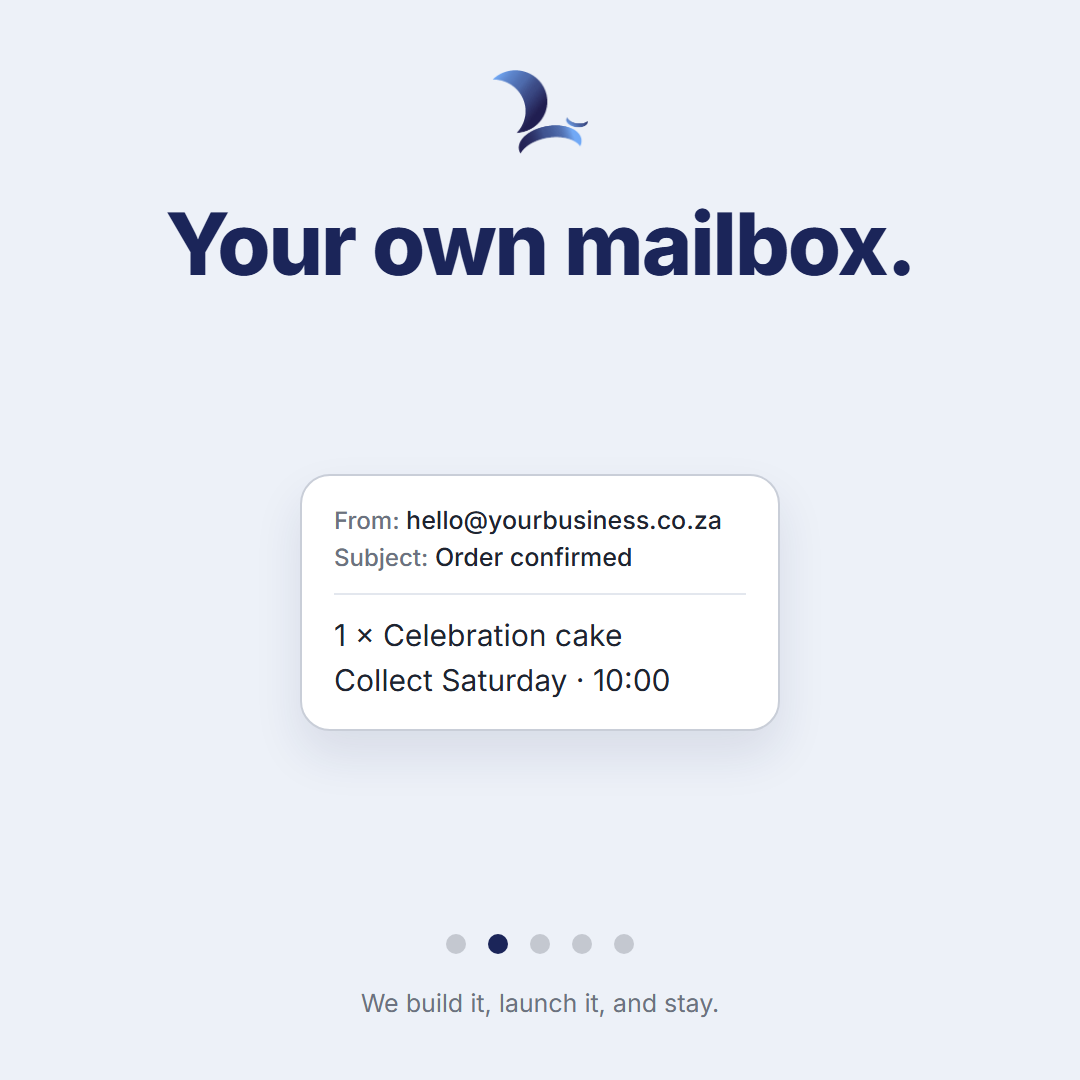 Your own mailbox.
From: hello@yourbusiness.co.za
Subject: Order confirmed
1 × Celebration cake
Collect Saturday · 10:00
We build it, launch it, and stay.